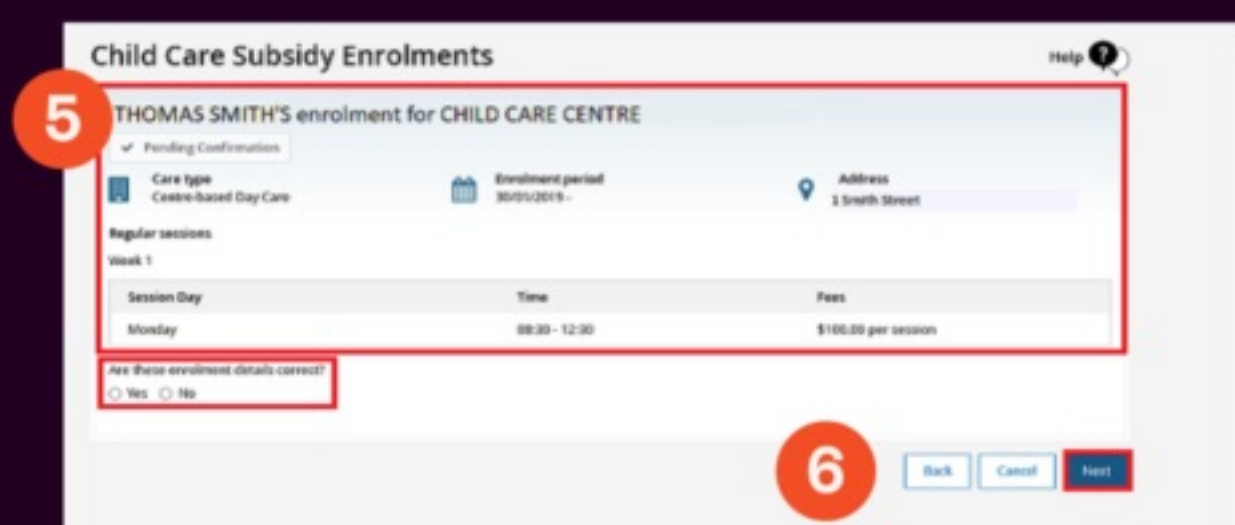 Child Care Subsidy Enrolments
Help ?
5
THOMAS SMITH'S enrolment for CHILD CARE CENTRE
Pending Confirmation
Care type
Centre-based Day Care
Enrolment period
30/01/2019 -
Address
1 Smith Street
Regular sessions
Week 1
Session Day Time Fees
Monday 08:30 - 12:30 $100.00 per session
Are these enrolment details correct?
Yes No
6
Back Cancel Next